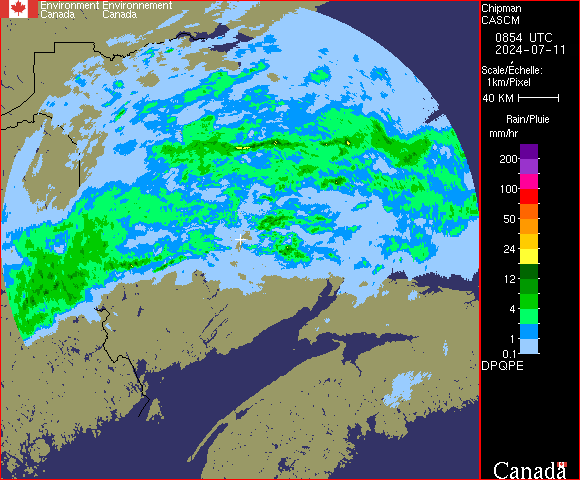 Environment Environnement
Canada Canada
Chipman
CASCM
0854 UTC
2024-07-11
Scale/Échelle:
1km/Pixel
40 KM
Rain/Pluie
mm/hr
200
100
50
24
12
4
1
0.1
DPQPE
Canada